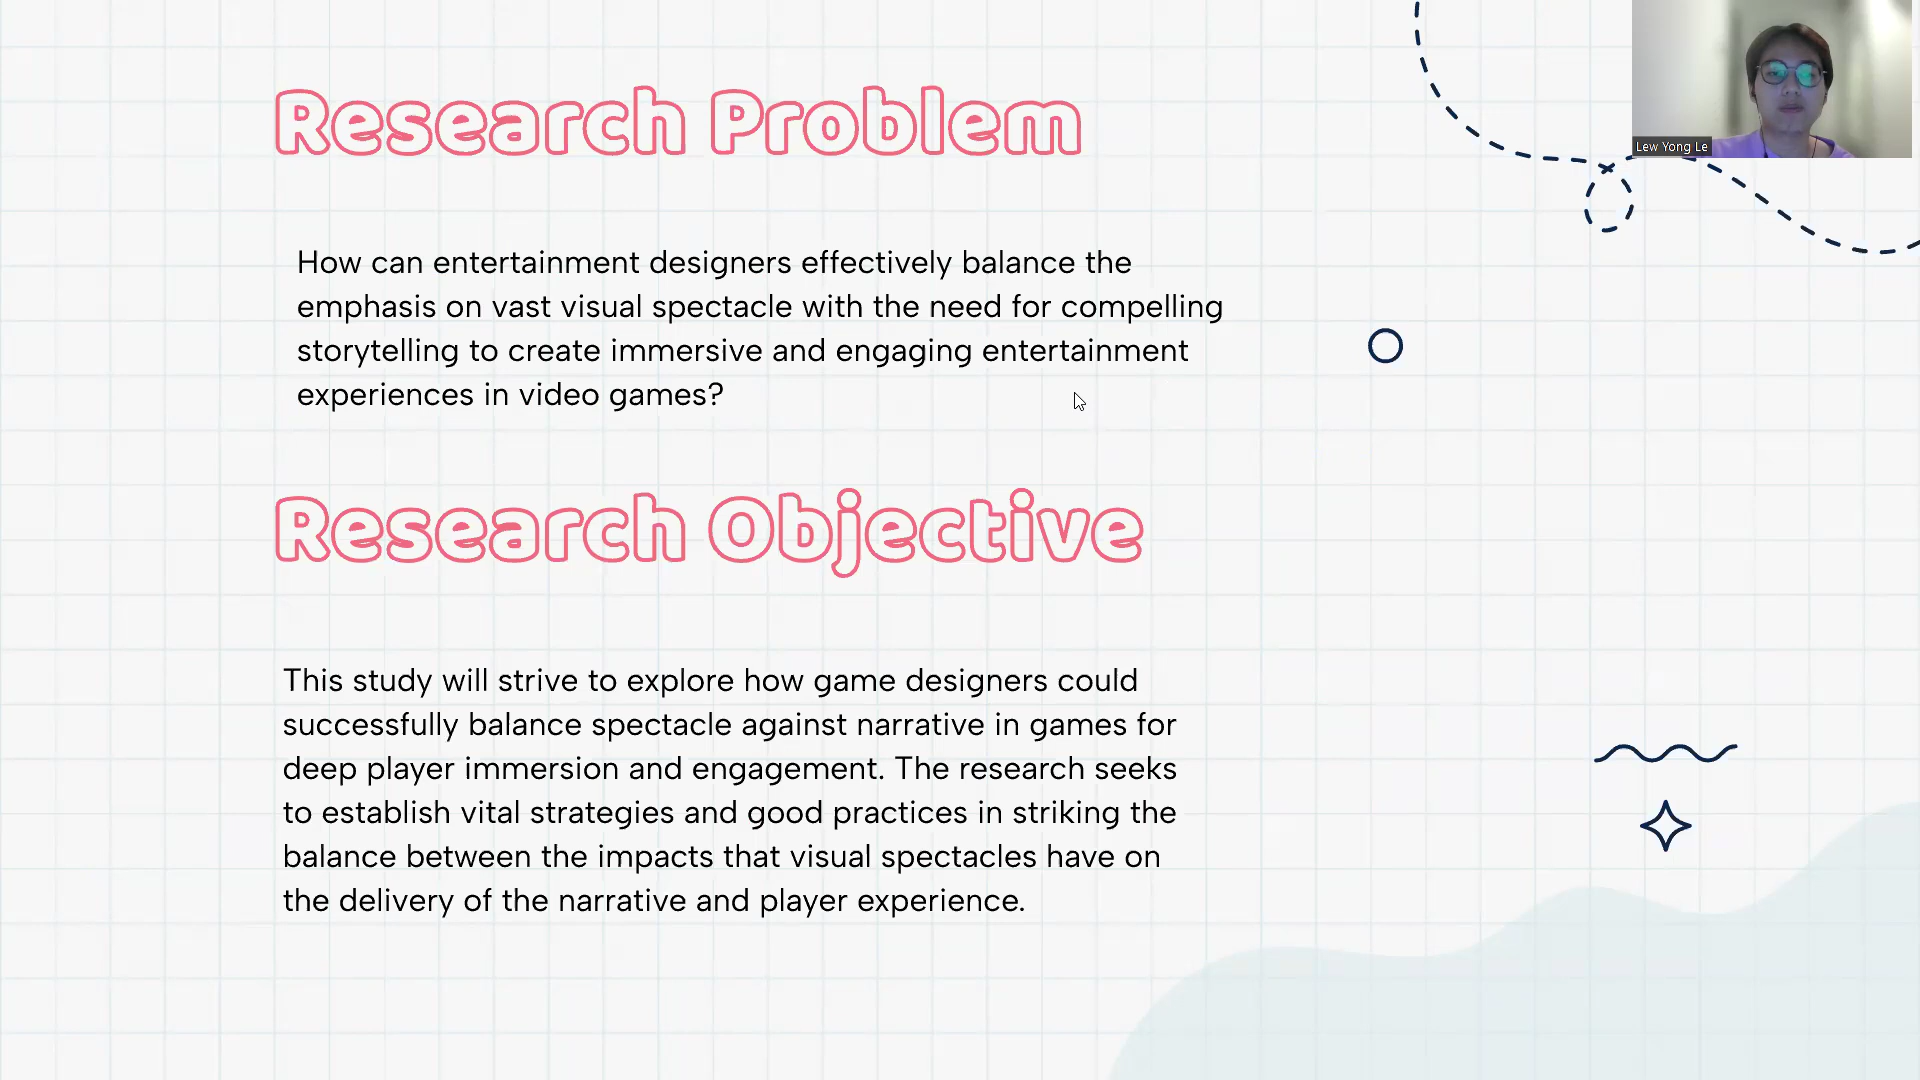 Research Problem
How can entertainment designers effectively balance the
emphasis on vast visual spectacle with the need for compelling
storytelling to create immersive and engaging entertainment
experiences in video games?
Research Objective
This study will strive to explore how game designers could
successfully balance spectacle against narrative in games for
deep player immersion and engagement. The research seeks
to establish vital strategies and good practices in striking the
balance between the impacts that visual spectacles have on
the delivery of the narrative and player experience.
Lew Yong Le